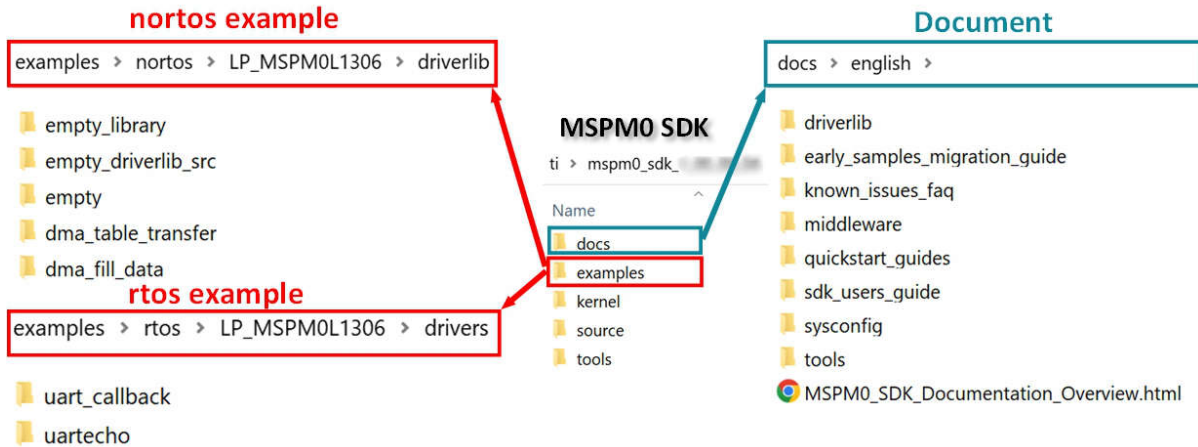 nortos example
examples > nortos > LP_MSPM0L1306 > driverlib
empty_library
empty_driverlib_src
empty
dma_table_transfer
dma_fill_data
rtos example
examples > rtos > LP_MSPM0L1306 > drivers
uart_callback
uartecho
MSPM0 SDK
ti > mspm0_sdk_
Name
docs
examples
kernel
source
tools
Document
docs > english >
driverlib
early_samples_migration_guide
known_issues_faq
middleware
quickstart_guides
sdk_users_guide
sysconfig
tools
MSPM0_SDK_Documentation_Overview.html